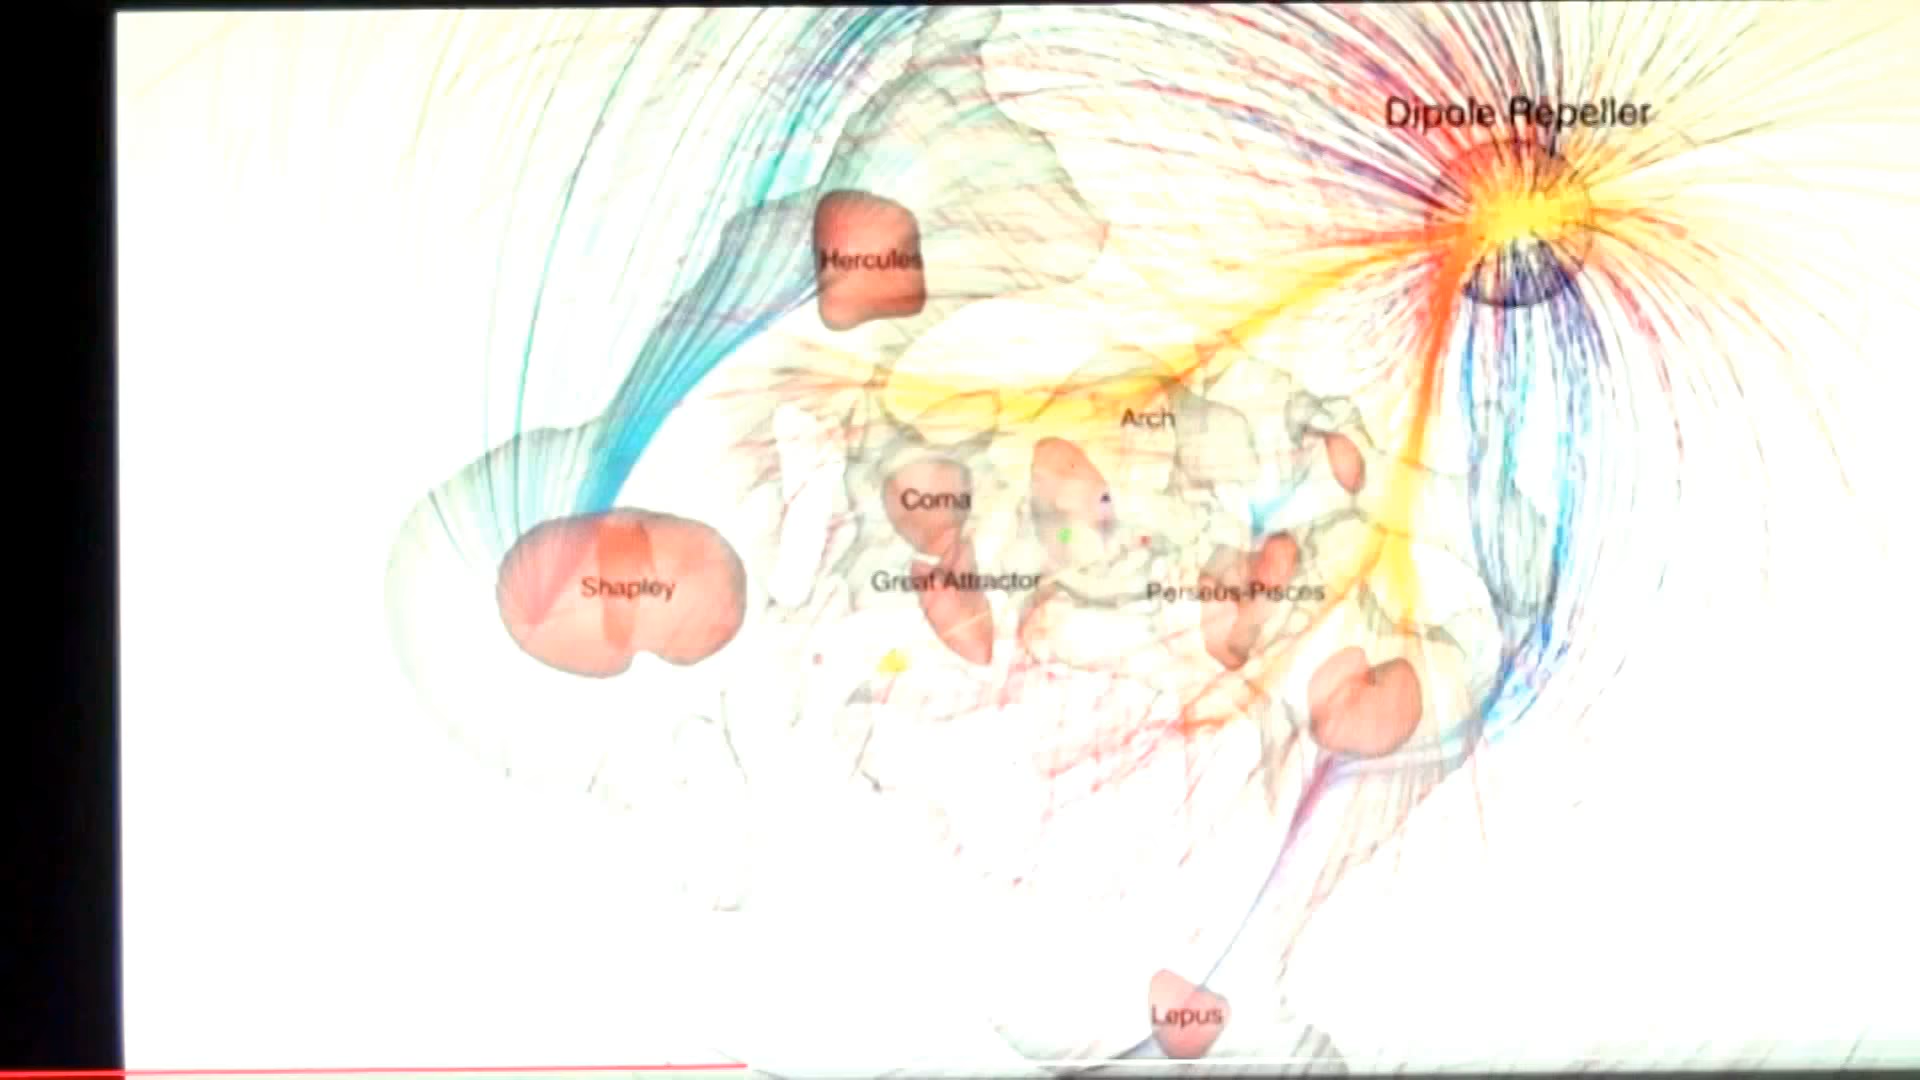 Dipole Repeller
Hercules
Arch
Coma
Great Attractor
Shapley
Perseus-Pisces
Lepus